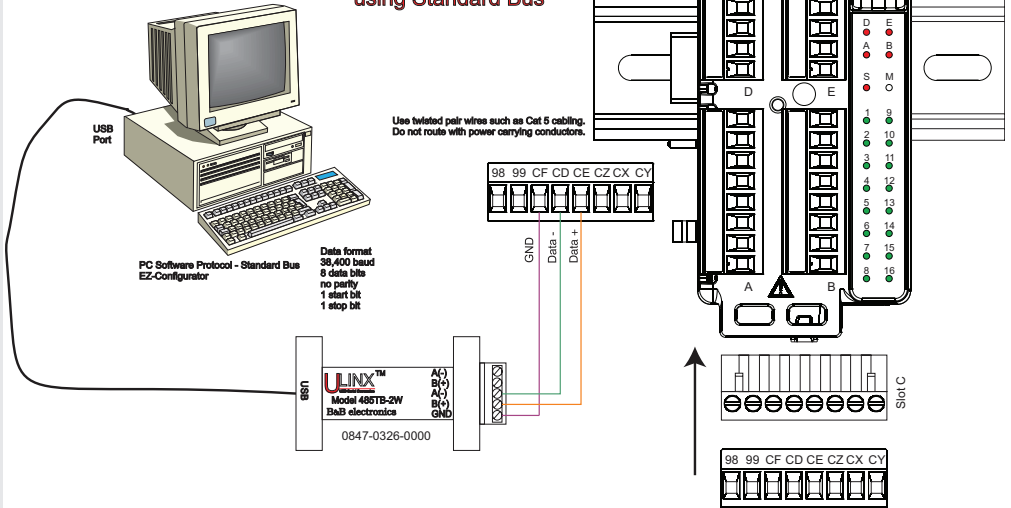 using Standard Bus
USB
Port
Use twisted pair wires such as Cat 5 cabling.
Do not route with power carrying conductors.
98 99 CF CD CE CZ CX CY
GND
Data -
Data +
PC Software Protocol - Standard Bus
EZ-Configurator
Data format
38,400 baud
8 data bits
no parity
1 start bit
1 stop bit
USB
ULINX™
Model 485TB-2W
B&B electronics
A(-)
B(+)
A(-)
B(+)
GND
0847-0326-0000
D E
D E
A B
S M
1 9
2 10
3 11
4 12
5 13
6 14
7 15
8 16
A B
Slot C
98 99 CF CD CE CZ CX CY